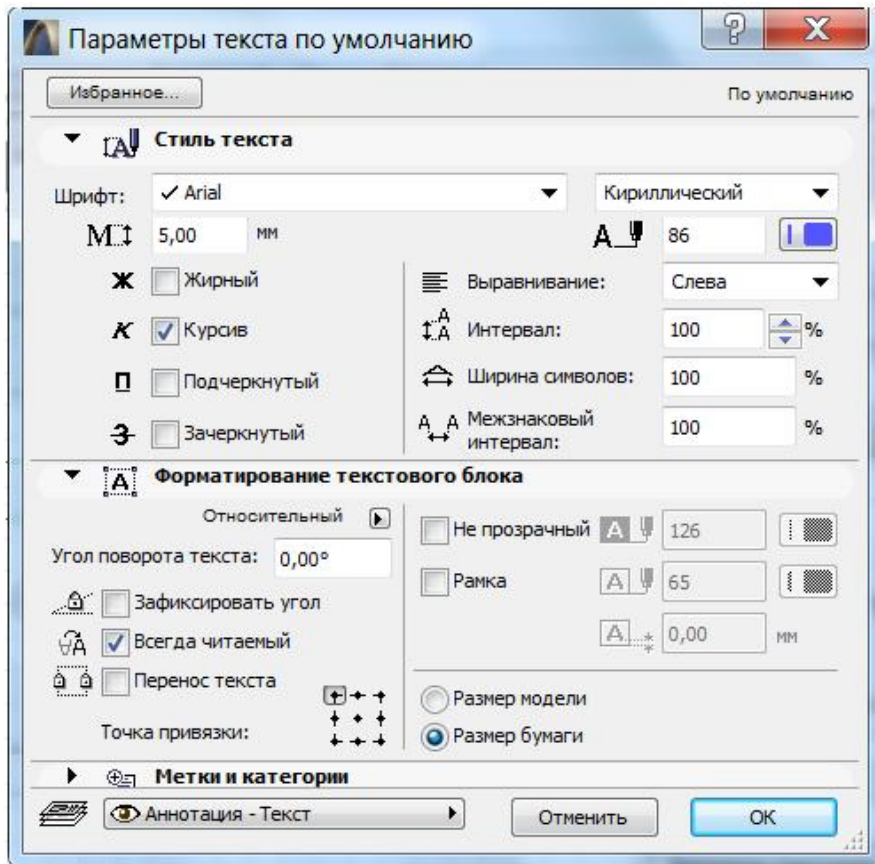 Параметры текста по умолчанию
Избранное... По умолчанию
Стиль текста
Шрифт: Arial Кириллический
М 5,00 мм А 86
Ж Жирный Выравнивание: Слева
К Курсив Интервал: 100 %
П Подчеркнутый Ширина символов: 100 %
З Зачеркнутый Межзнаковый интервал: 100 %
Форматирование текстового блока
Относительный Не прозрачный А 126
Угол поворота текста: 0,00°
Рамка А 65
Зафиксировать угол
Всегда читаемый А 0,00 мм
Перенос текста
Размер модели
Точка привязки: Размер бумаги
Метки и категории
Аннотация - Текст Отменить ОК